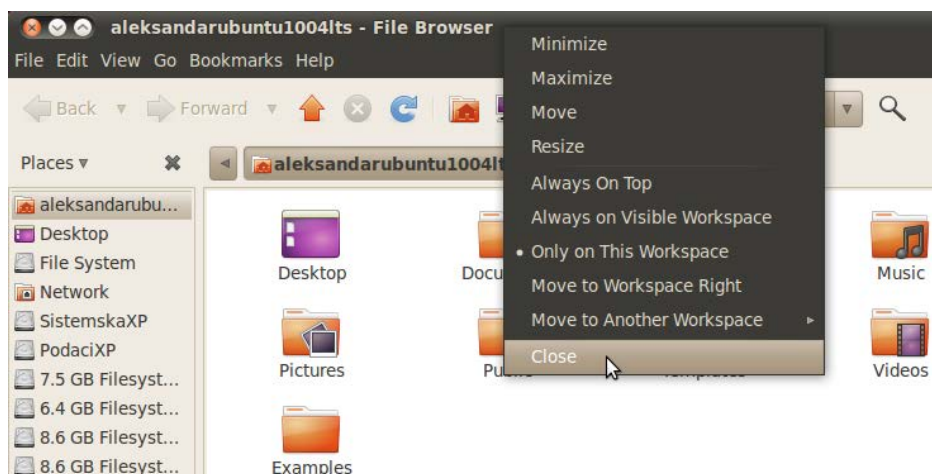 aleksandarubuntu1004lts - File Browser
File Edit View Go Bookmarks Help
Back Forward
Places
aleksandarubuntu1004lt
aleksandarubu...
Desktop
File System
Network
SistemskaXP
PodaciXP
7.5 GB Filesyst...
6.4 GB Filesyst...
8.6 GB Filesyst...
8.6 GB Filesyst...
Desktop
Docu
Music
Pictures
Pu
Videos
Examples
Minimize
Maximize
Move
Resize
Always On Top
Always on Visible Workspace
Only on This Workspace
Move to Workspace Right
Move to Another Workspace
Close